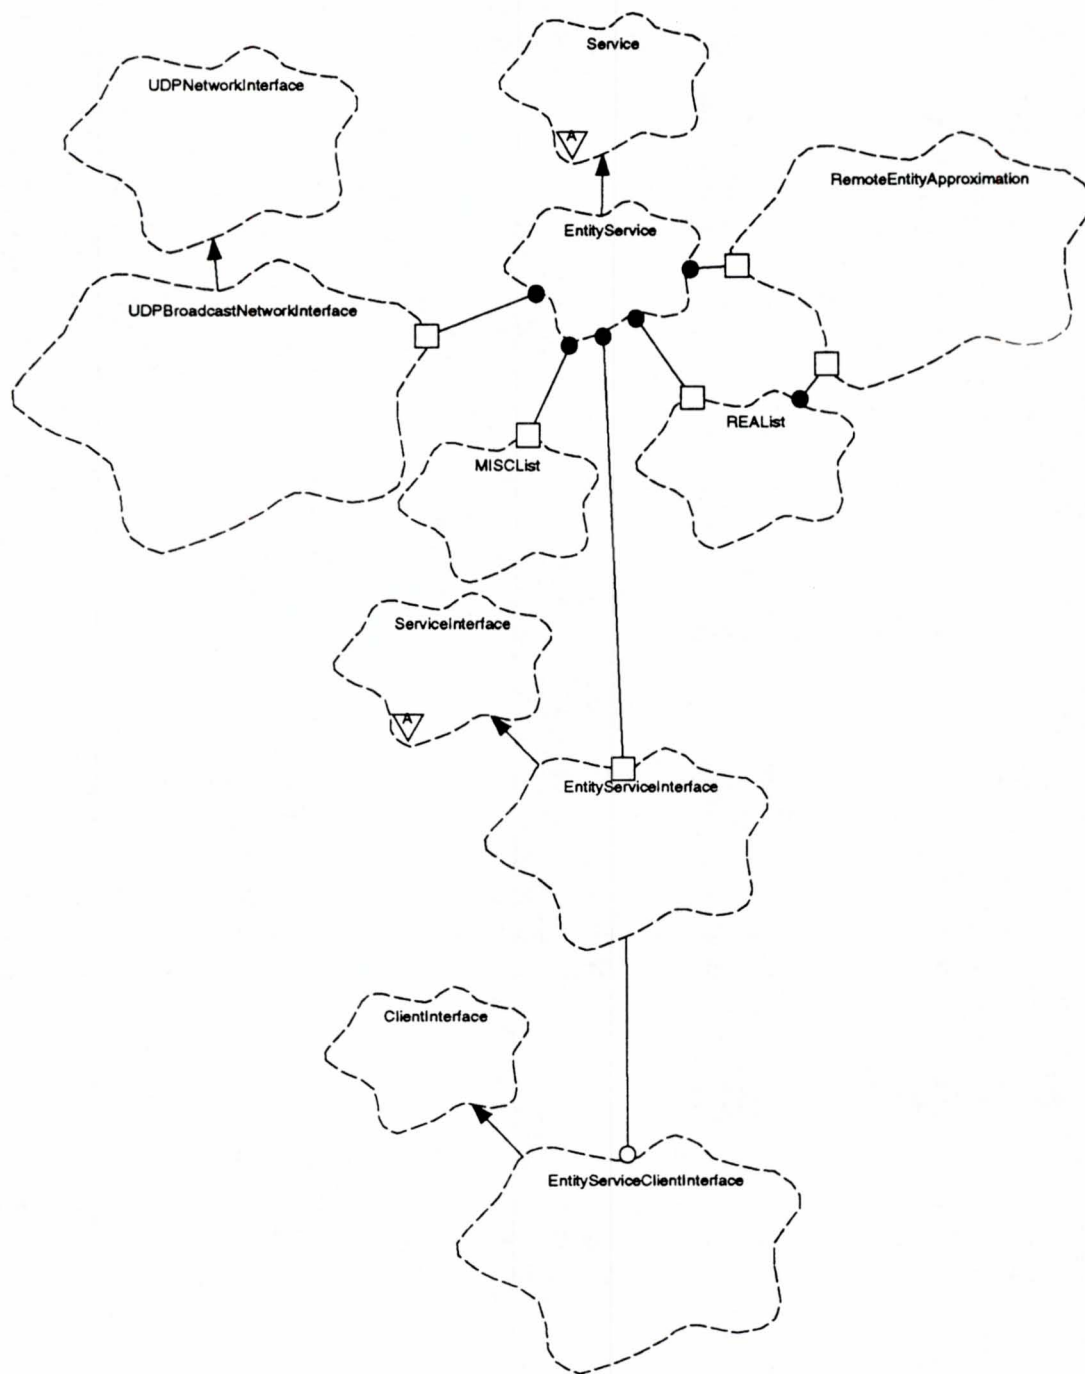 Service
UDPNetworkInterface
A
RemoteEntityApproximation
EntityService
UDPBroadcastNetworkInterface
REAList
MISCList
ServiceInterface
A
EntityServiceInterface
ClientInterface
EntityServiceClientInterface